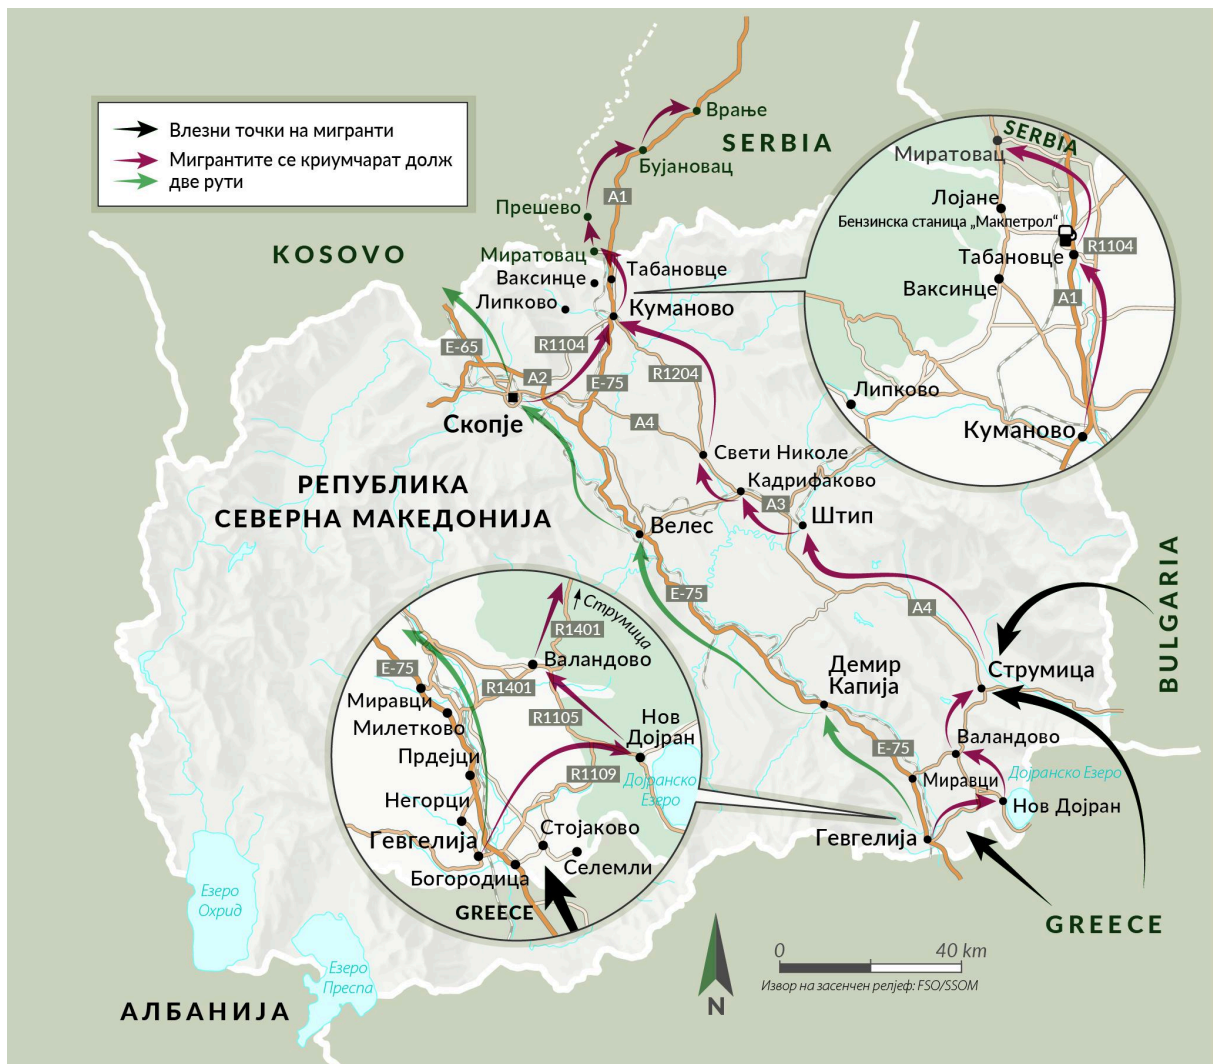 Влезни точки на мигранти
Мигрантите се криумчарат долж
две рути
Врање
SERBIA
Бујановац
A1
Прешево
KOSOVO
Миратовац
Табановце
Ваксинце
Липково
Куманово
E-65
R1104
R1204
A2
E-75
A4
Скопје
Свети Николе
РЕПУБЛИКА
СЕВЕРНА МАКЕДОНИЈА
Кадрифаково
A3
Штип
Велес
E-75
A4
BULGARIA
Демир
Капија
Струмица
E-75
Валандово
Миравци
Дојранско Езеро
Нов Дојран
Гевгелија
GREECE
SERBIA
Миратовац
Лојане
Бензинска станица „Макпетрол“
R1104
Табановце
Ваксинце
A1
Липково
Куманово
Струмица
R1401
Валандово
E-75
R1401
Миравци
R1105
Милетково
Нов
Дојран
Прдејци
R1109
Дојранско
Езеро
Негорци
Стојаково
Гевгелија
Селемли
Богородица
GREECE
Езеро
Охрид
Езеро
Преспа
АЛБАНИЈА
N
0 40 km
Извор на засенчен релјеф: FSO/SSOM